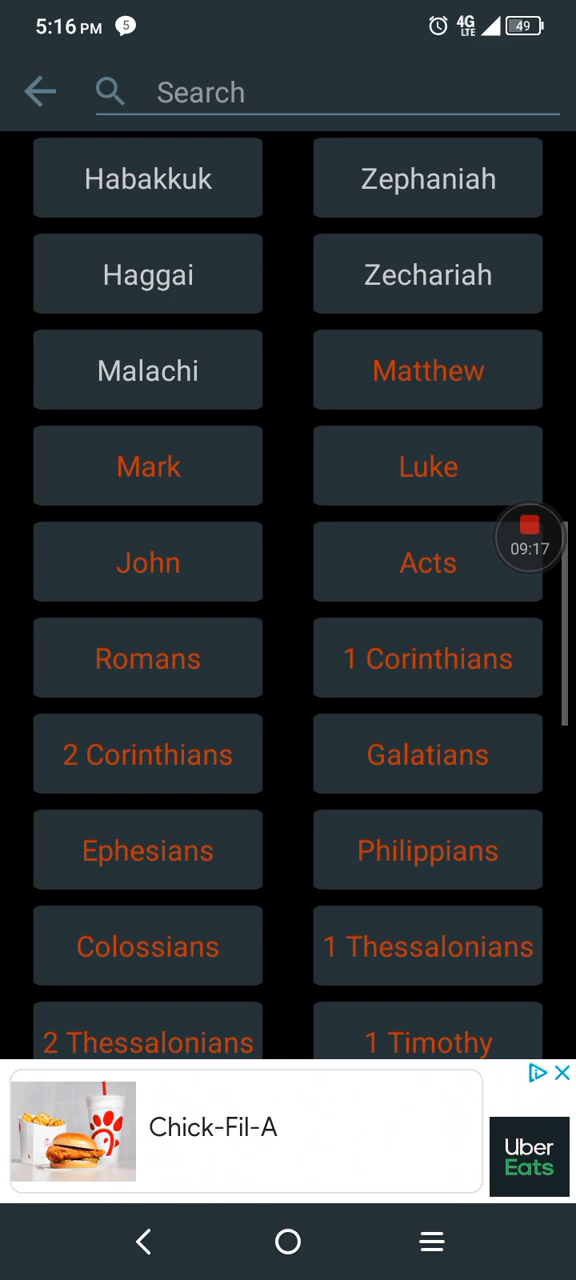 5:16 PM 5 4G LTE 49
Search
Habakkuk Zephaniah
Haggai Zechariah
Malachi Matthew
Mark Luke
09:17
John Acts
Romans 1 Corinthians
2 Corinthians Galatians
Ephesians Philippians
Colossians 1 Thessalonians
2 Thessalonians 1 Timothy
Chick-Fil-A
Uber
Eats